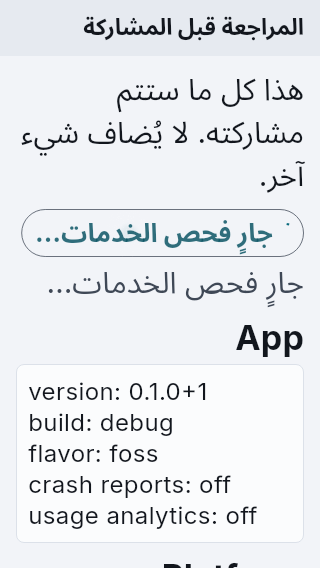 المراجعة قبل المشاركة
هذا كل ما ستتم
مشاركته. لا يُضاف شيء
آخر.
جارٍ فحص الخدمات...
جارٍ فحص الخدمات...
App
version: 0.1.0+1
build: debug
flavor: foss
crash reports: off
usage analytics: off